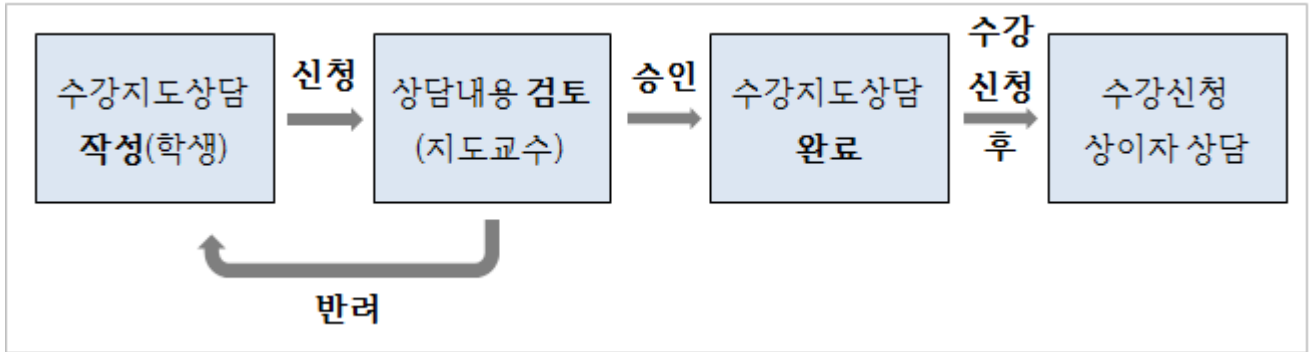 수강지도상담
작성(학생)
신청
상담내용 검토
(지도교수)
승인
수강지도상담
완료
수강
신청
후
수강신청
상이자 상담
반려